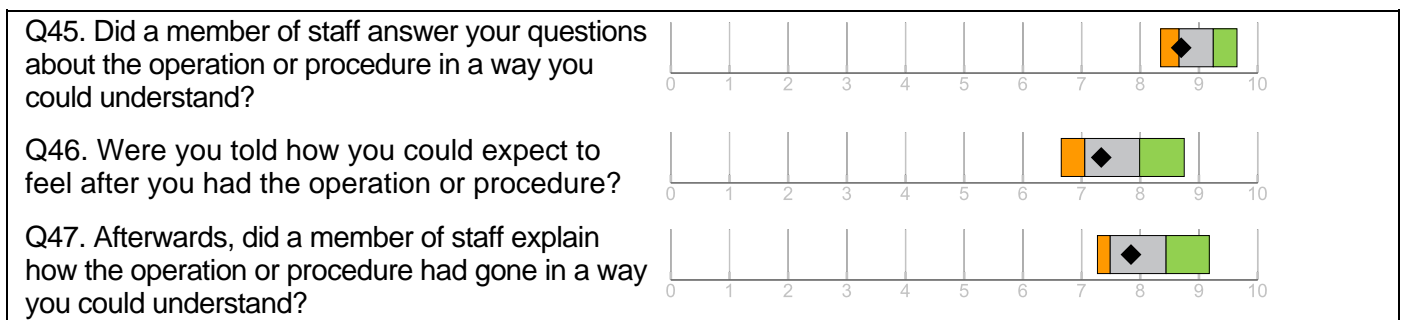 Q45. Did a member of staff answer your questions
about the operation or procedure in a way you
could understand?
0 1 2 3 4 5 6 7 8 9 10
Q46. Were you told how you could expect to
feel after you had the operation or procedure?
0 1 2 3 4 5 6 7 8 9 10
Q47. Afterwards, did a member of staff explain
how the operation or procedure had gone in a way
you could understand?
0 1 2 3 4 5 6 7 8 9 10